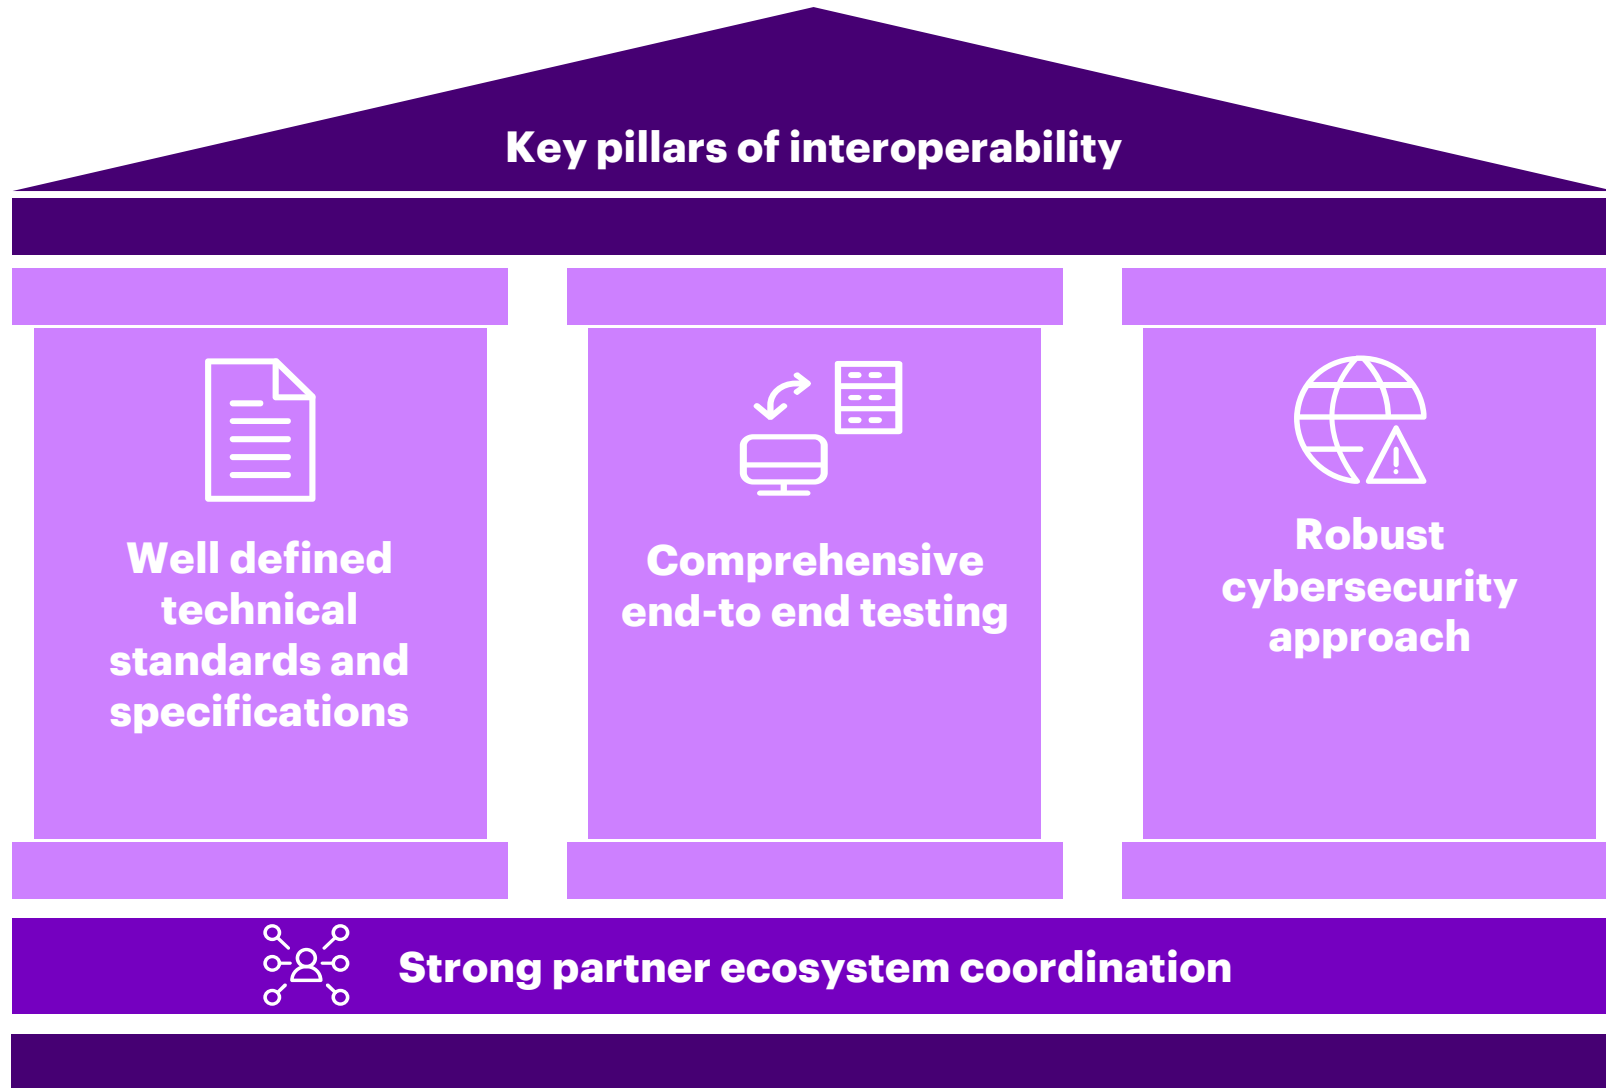 Key pillars of interoperability
Well defined
technical
standards and
specifications
Comprehensive
end-to end testing
Robust
cybersecurity
approach
Strong partner ecosystem coordination